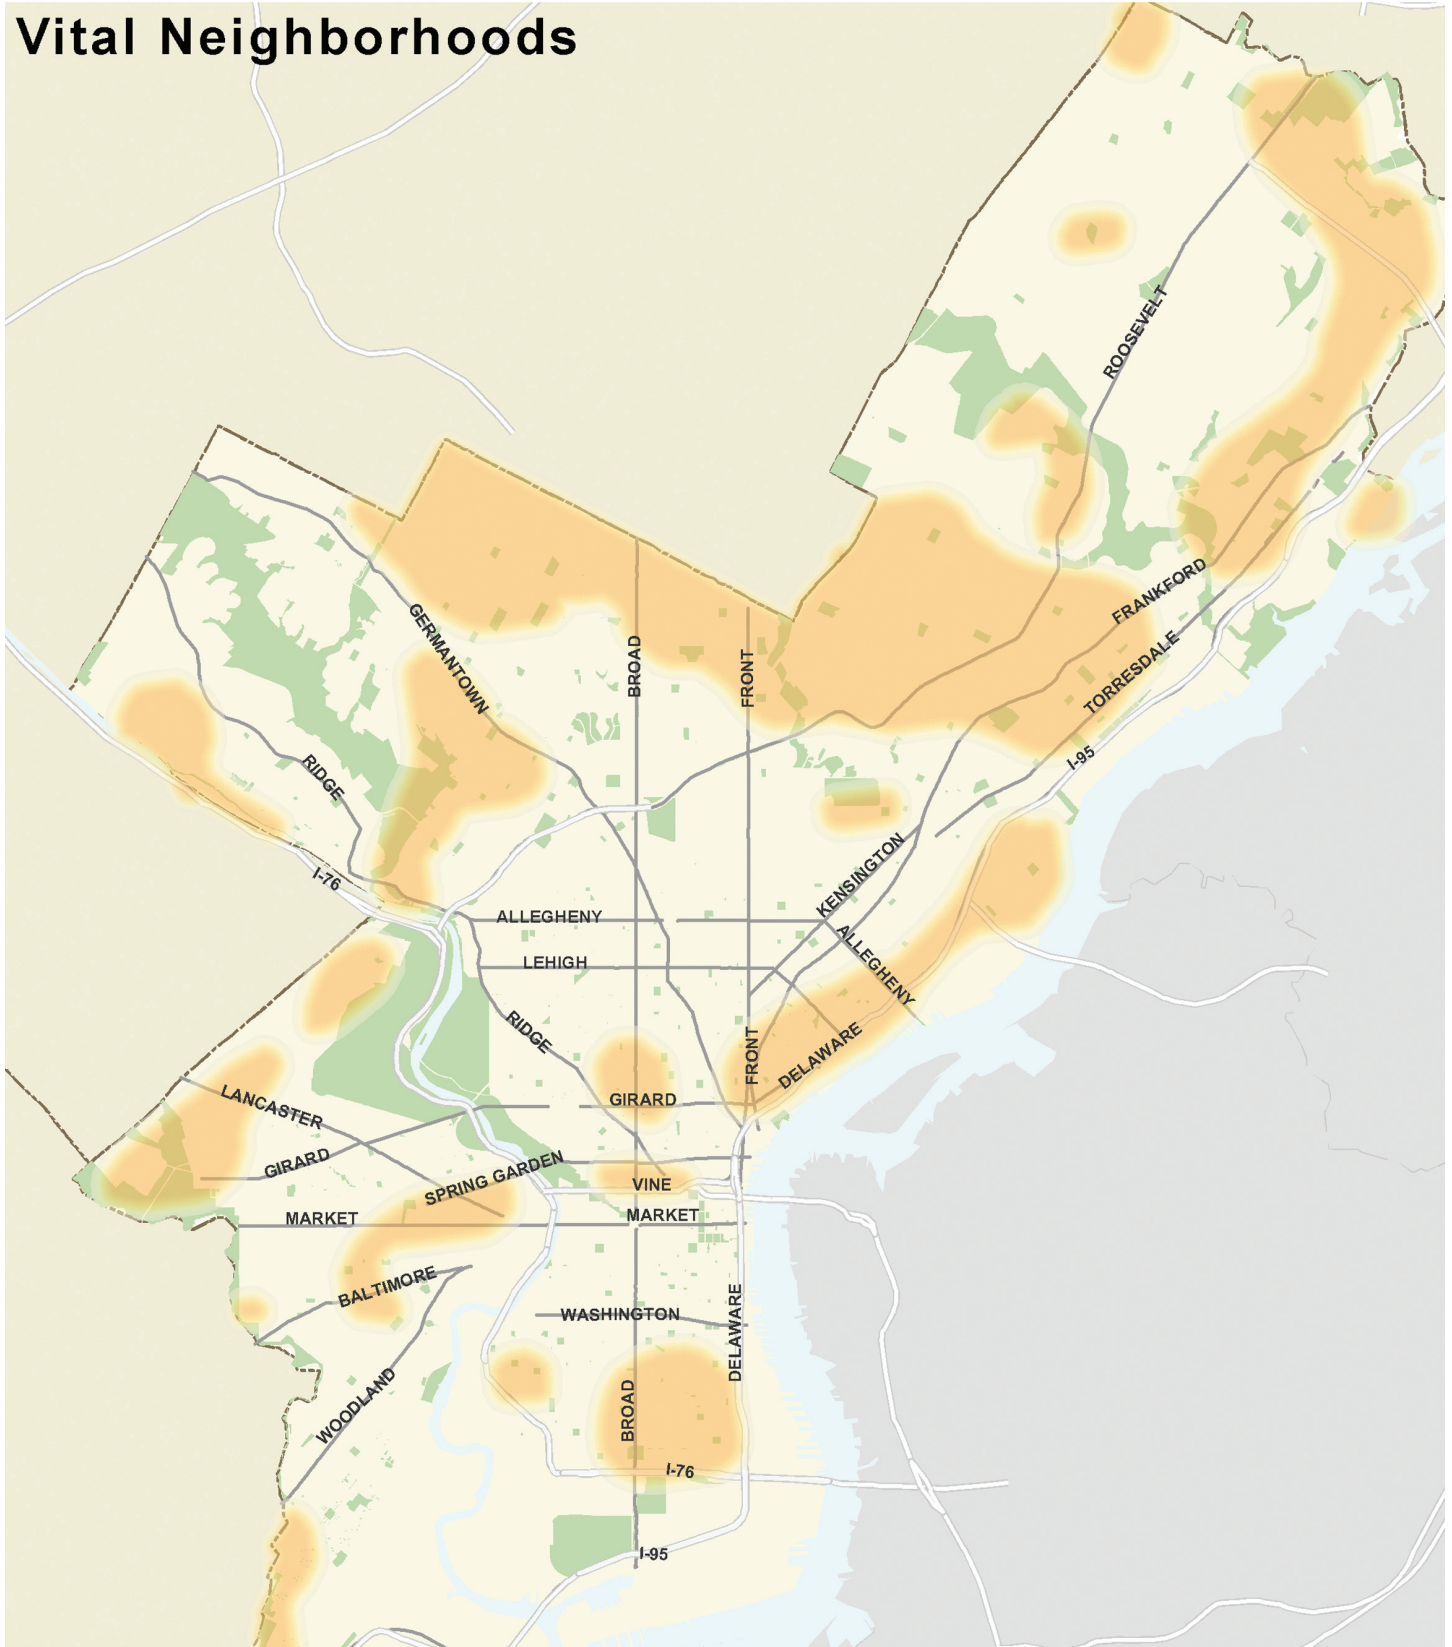 Vital Neighborhoods
ROOSEVELT
FRANKFORD
GERMANTOWN
BROAD
FRONT
TORRESDALE
I-95
RIDGE
KENSINGTON
I-76
ALLEGHENY
ALLEGHENY
LEHIGH
RIDGE
FRONT
DELAWARE
LANCASTER
GIRARD
GIRARD
SPRING GARDEN
VINE
MARKET
MARKET
BALTIMORE
WASHINGTON
DELAWARE
WOODLAND
BROAD
I-76
I-95